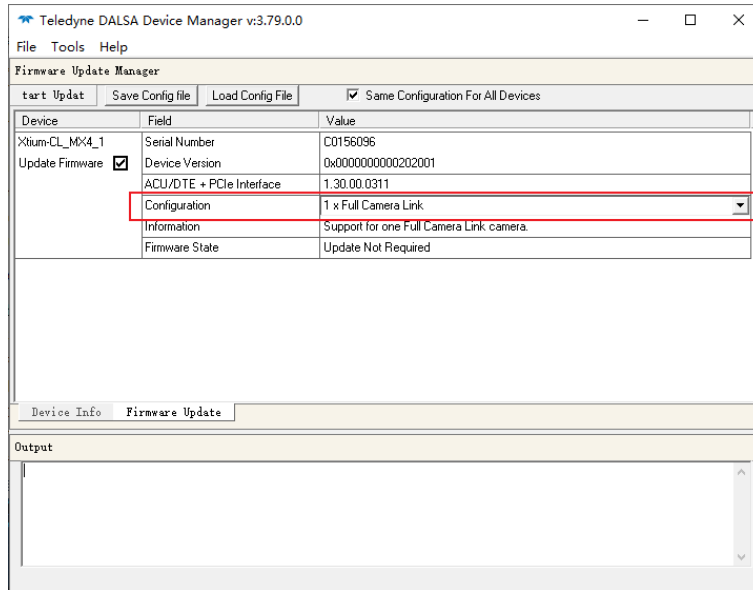 Teledyne DALSA Device Manager v:3.79.0.0
File Tools Help
Firmware Update Manager
tart Updat Save Config file Load Config File Same Configuration For All Devices
Device Field Value
Xtium-CL_MX4_1 Serial Number C0156096
Update Firmware Device Version 0x0000000000202001
ACU/DTE + PCIe Interface 1.30.00.0311
Configuration 1 x Full Camera Link
Information Support for one Full Camera Link camera.
Firmware State Update Not Required
Device Info Firmware Update
Output